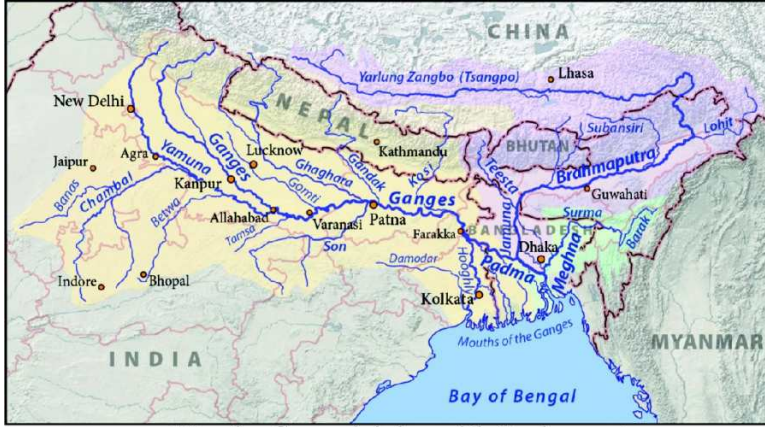 CHINA
Yarlung Zangbo (Tsangpo)
Lhasa
New Delhi
NEPAL
Subansiri
Lohit
Agra
Yamuna
Ganges
Lucknow
Kathmandu
BHUTAN
Jaipur
Ghaghara
Gandak
Kosi
Teesta
Brahmaputra
Banas
Chambal
Kanpur
Gomti
Guwahati
Betwa
Allahabad
Varanasi
Patna
Ganges
Jamuna
Surma
Tamsa
Son
Farakka
BANGLADESH
Barak
Dhaka
Meghna
Damodar
Hooghly
Padma
Indore
Bhopal
Kolkata
Mouths of the Ganges
INDIA
MYANMAR
Bay of Bengal